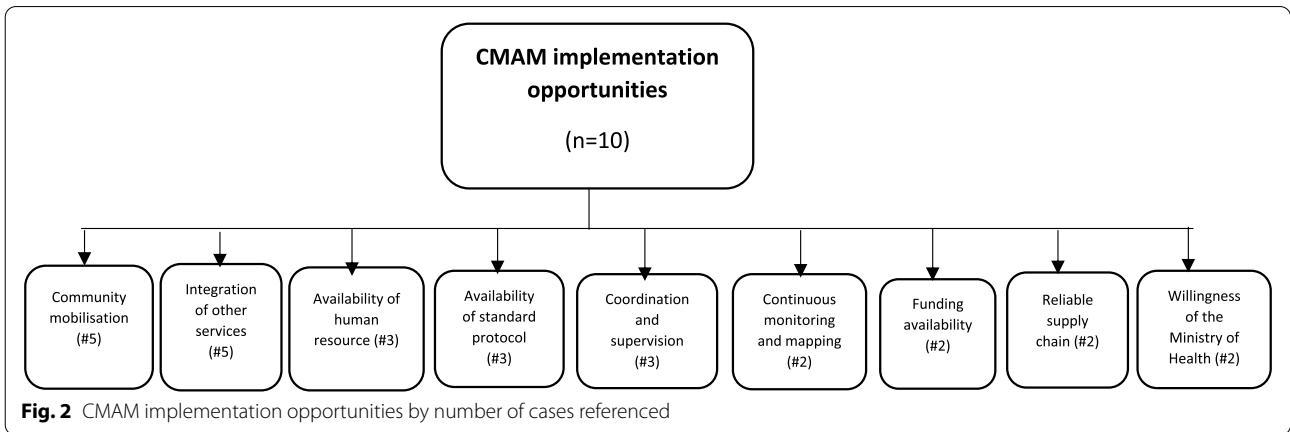 CMAM implementation
opportunities
(n=10)
Community
mobilisation
(#5)
Integration
of other
services
(#5)
Availability of
human
resource (#3)
Availability
of standard
protocol
(#3)
Coordination
and
supervision
(#3)
Continuous
monitoring
and mapping
(#2)
Funding
availability
(#2)
Reliable
supply
chain (#2)
Willingness
of the
Ministry of
Health (#2)
Fig. 2 CMAM implementation opportunities by number of cases referenced